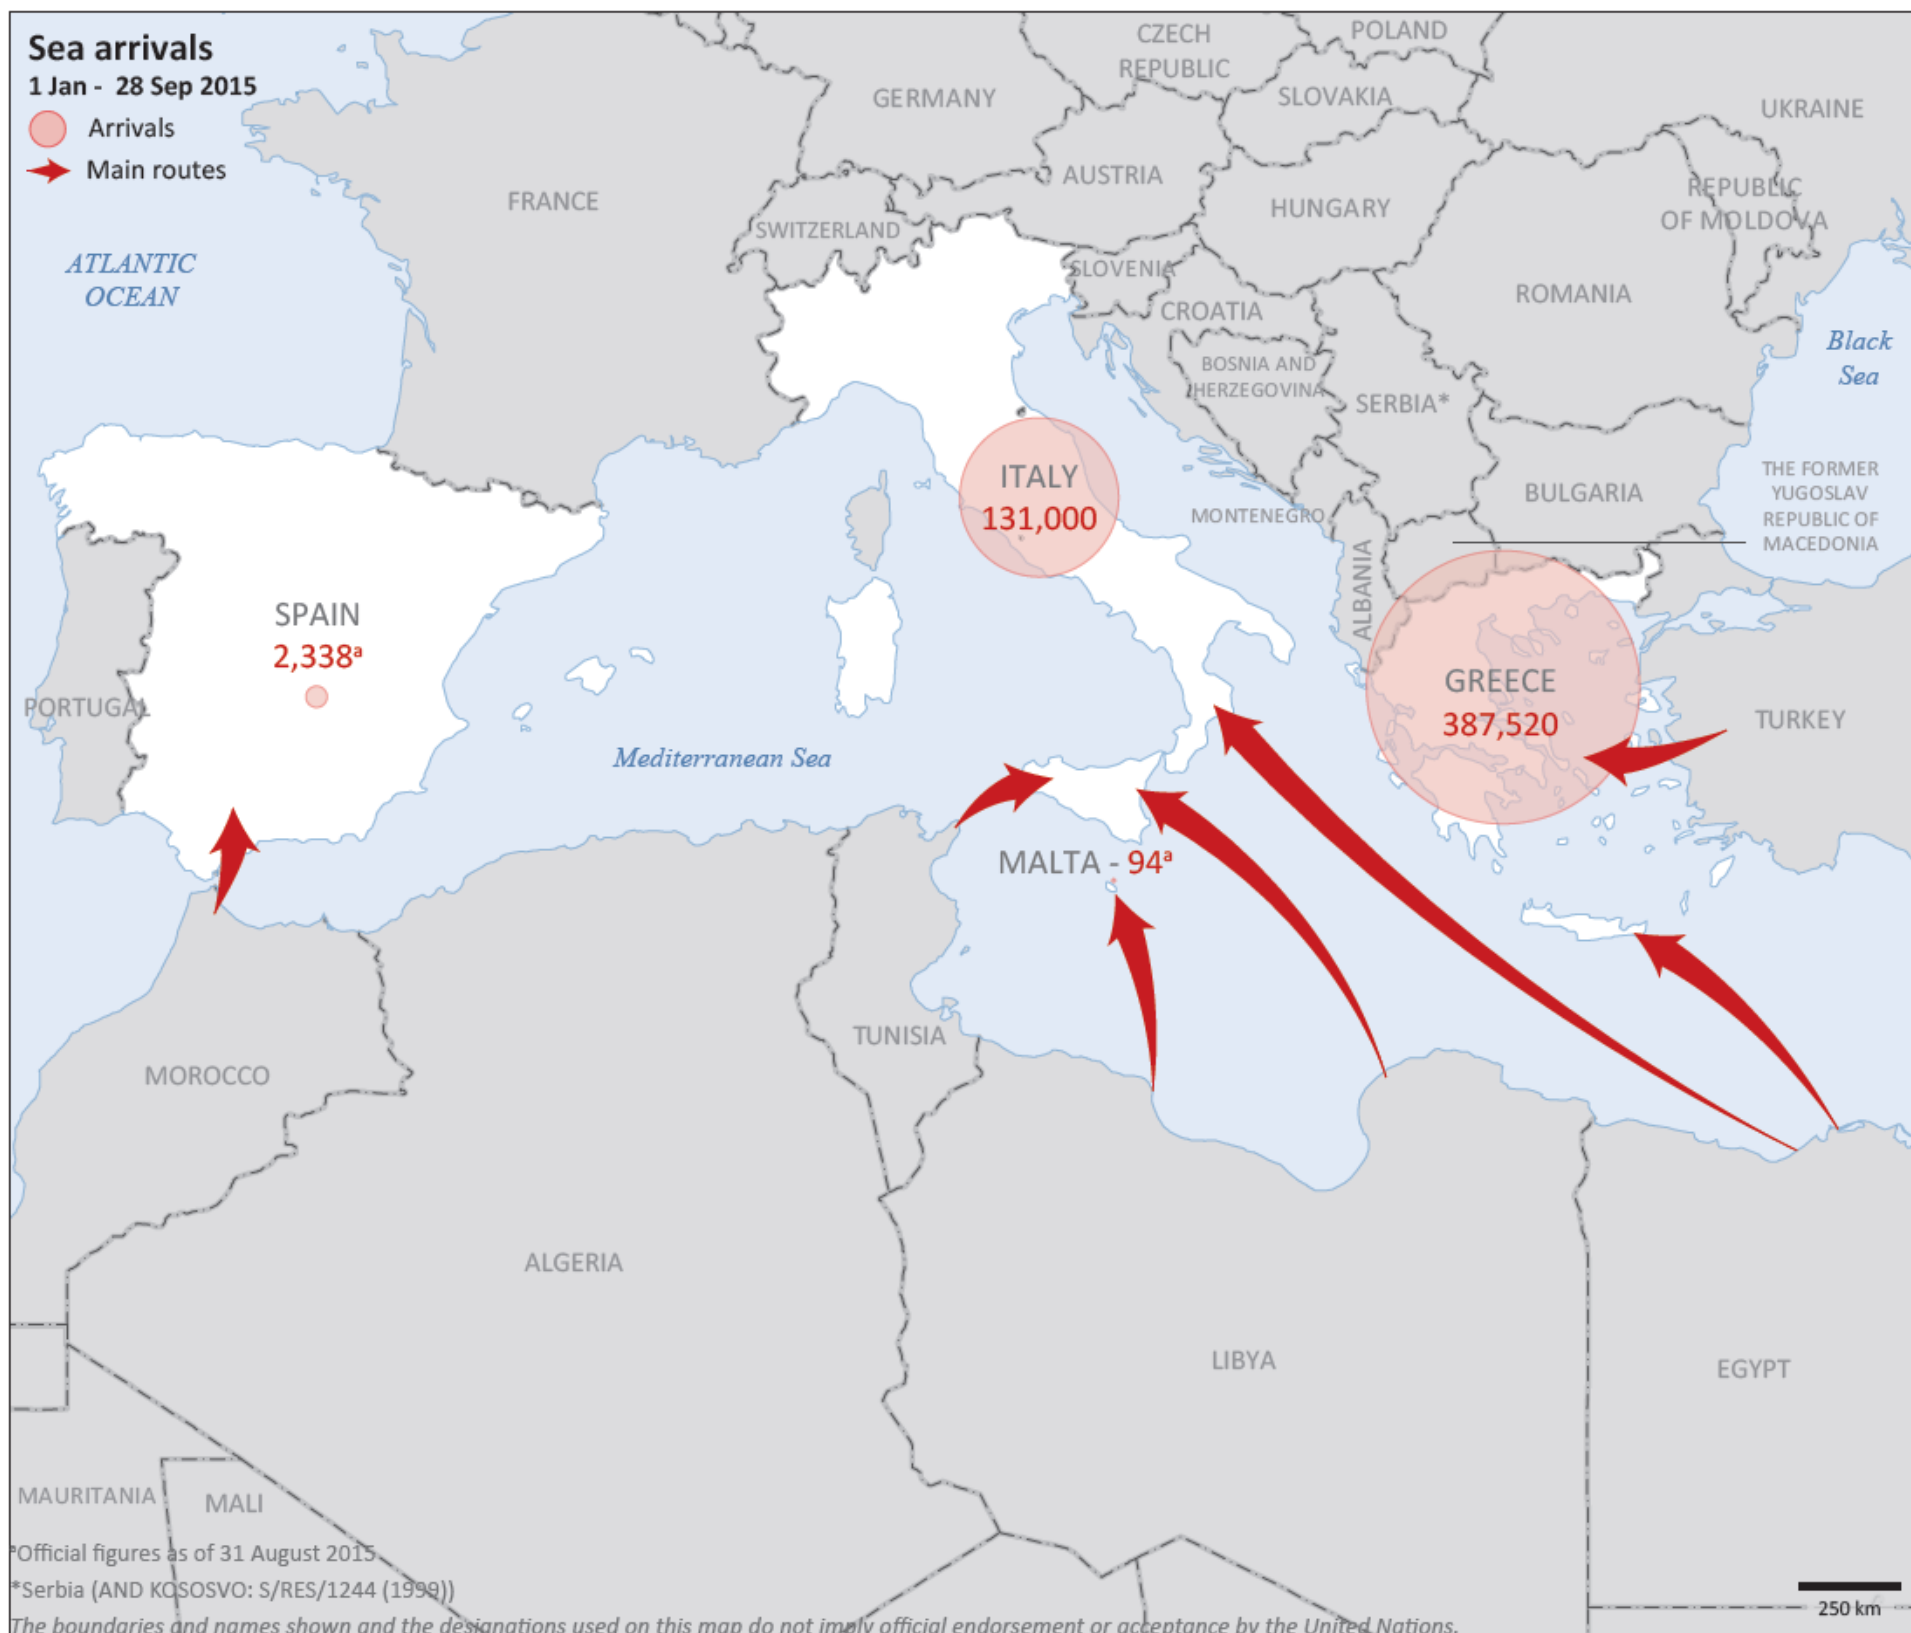 Sea arrivals
1 Jan - 28 Sep 2015
Arrivals
Main routes
CZECH
REPUBLIC
POLAND
GERMANY
SLOVAKIA
UKRAINE
AUSTRIA
FRANCE
HUNGARY
REPUBLIC
OF MOLDOVA
SWITZERLAND
ATLANTIC
OCEAN
SLOVENIA
CROATIA
ROMANIA
Black
Sea
BOSNIA AND
HERZEGOVINA
SERBIA*
ITALY
131,000
MONTENEGRO
BULGARIA
THE FORMER
YUGOSLAV
REPUBLIC OF
MACEDONIA
ALBANIA
SPAIN
2,338ᵃ
PORTUGAL
GREECE
387,520
TURKEY
Mediterranean Sea
MALTA - 94ᵃ
TUNISIA
MOROCCO
ALGERIA
LIBYA
EGYPT
MAURITANIA
MALI
ᵃOfficial figures as of 31 August 2015
*Serbia (AND KOSOSVO: S/RES/1244 (1999))
The boundaries and names shown and the designations used on this map do not imply official endorsement or acceptance by the United Nations.
250 km